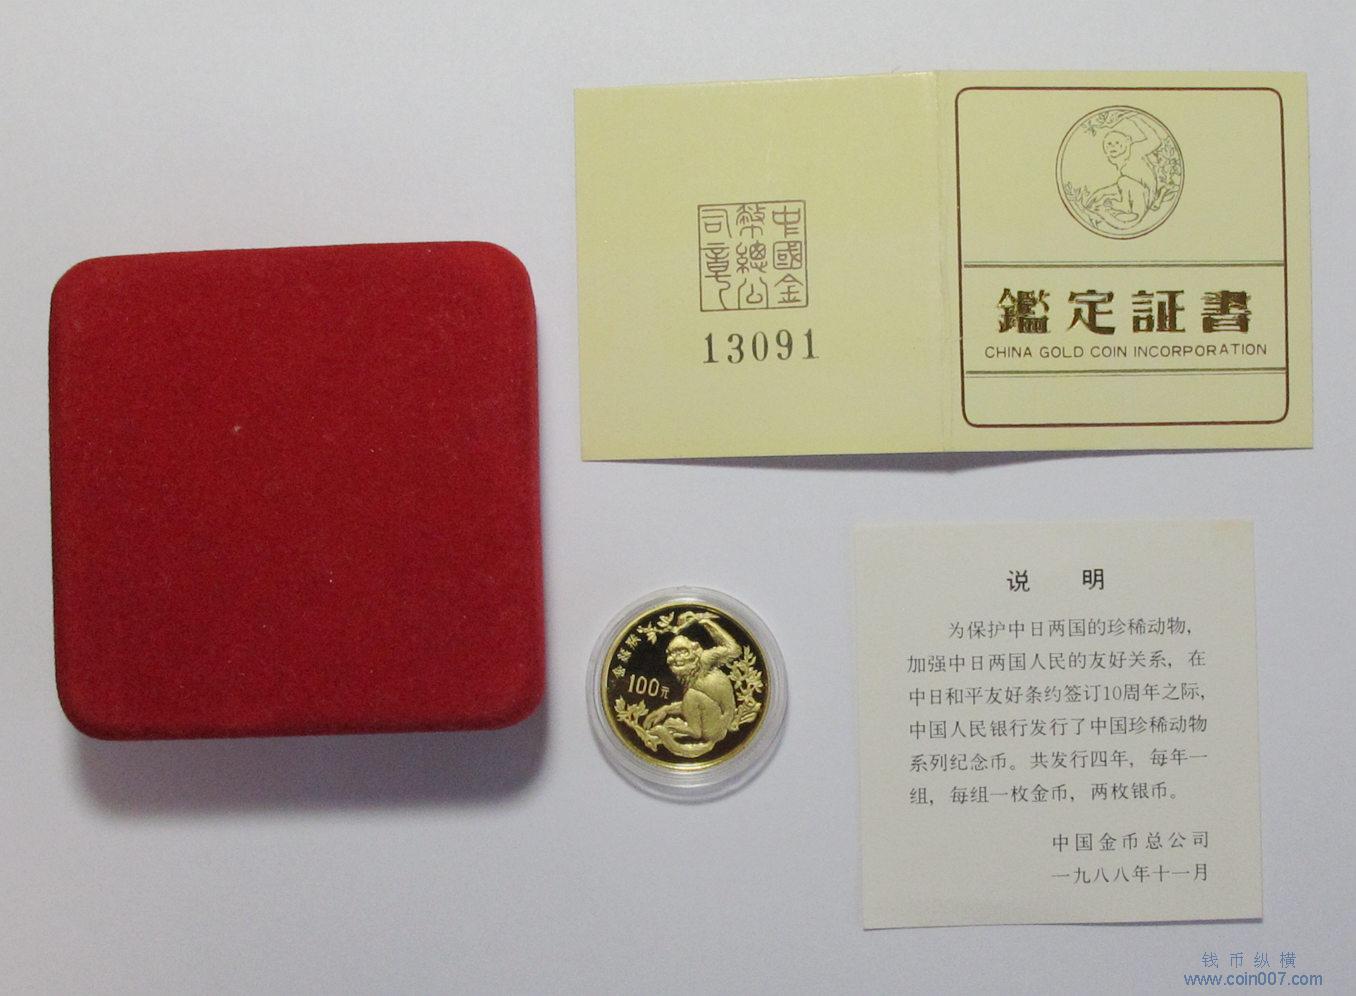 中國金
幣總公
司章
13091
鑑定証書
CHINA GOLD COIN INCORPORATION
金丝猴
100元
说 明
为保护中日两国的珍稀动物,
加强中日两国人民的友好关系, 在
中日和平友好条约签订10周年之际,
中国人民银行发行了中国珍稀动物
系列纪念币。共发行四年, 每年一
组, 每组一枚金币, 两枚银币。
中国金币总公司
一九八八年十一月
钱币纵横
www.coin007.com